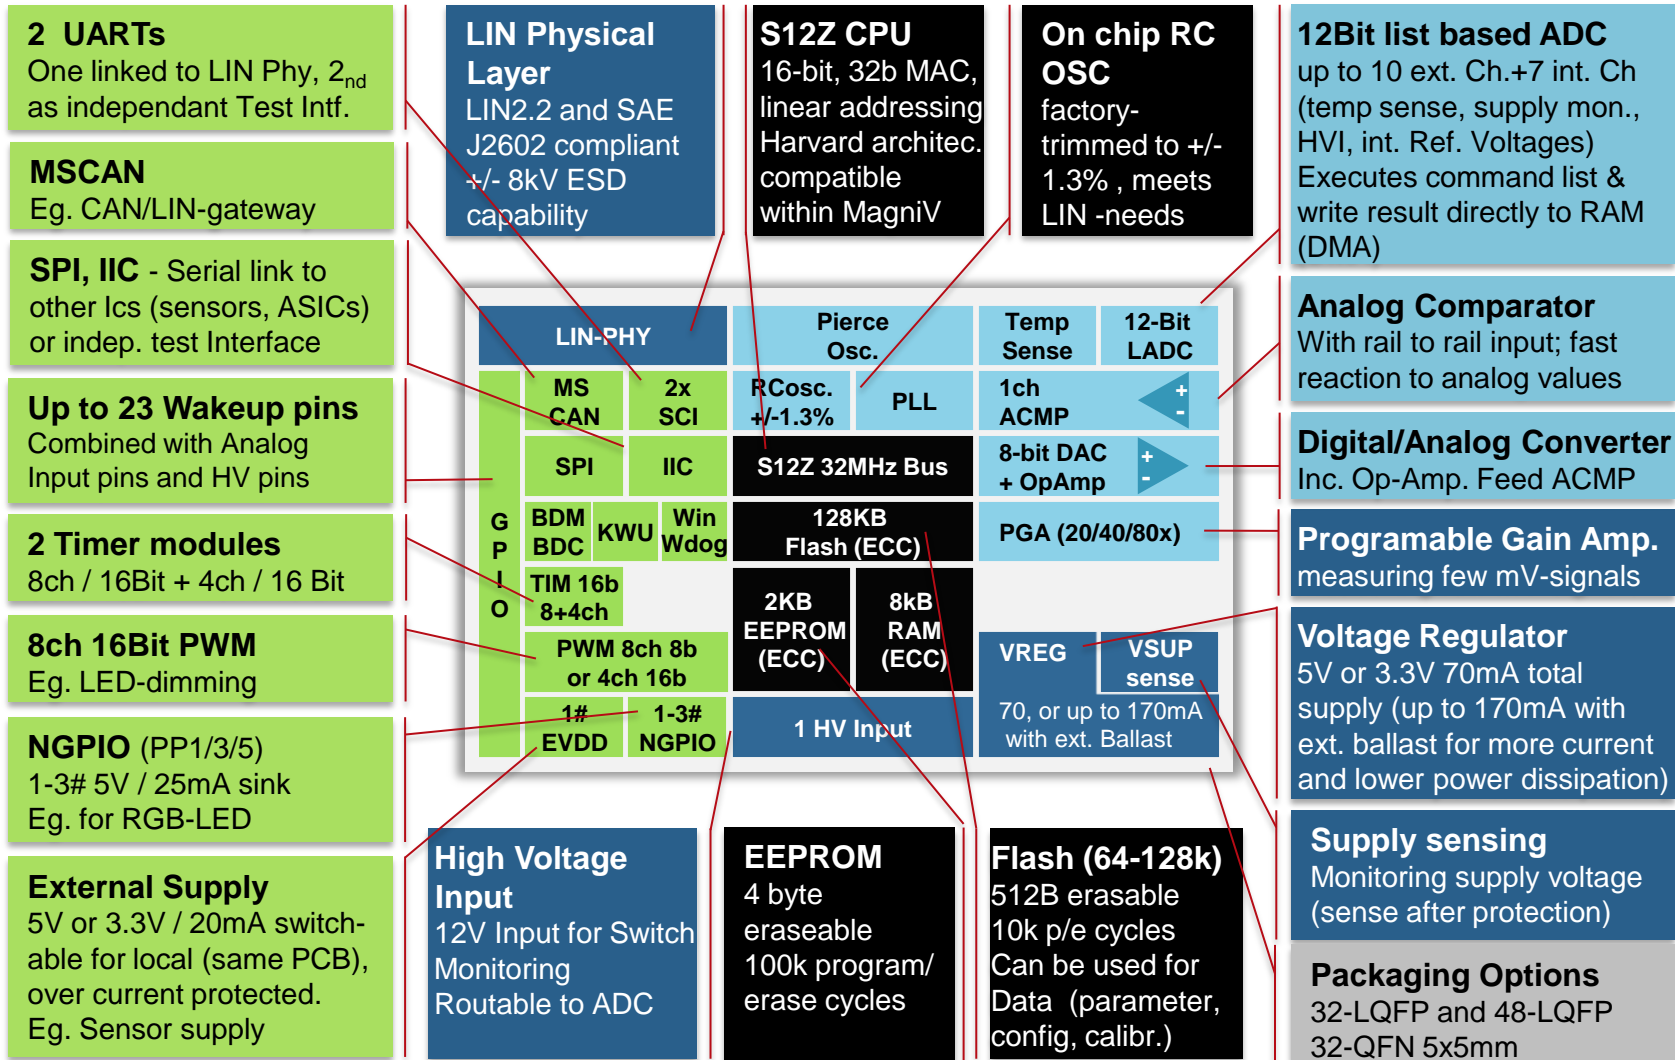 2 UARTs
One linked to LIN Phy, 2nd
as independant Test Intf.
MSCAN
Eg. CAN/LIN-gateway
SPI, IIC - Serial link to
other Ics (sensors, ASICs)
or indep. test Interface
Up to 23 Wakeup pins
Combined with Analog
Input pins and HV pins
2 Timer modules
8ch / 16Bit + 4ch / 16 Bit
8ch 16Bit PWM
Eg. LED-dimming
NGPIO (PP1/3/5)
1-3# 5V / 25mA sink
Eg. for RGB-LED
External Supply
5V or 3.3V / 20mA switch-
able for local (same PCB),
over current protected.
Eg. Sensor supply
LIN Physical
Layer
LIN2.2 and SAE
J2602 compliant
+/- 8kV ESD
capability
S12Z CPU
16-bit, 32b MAC,
linear addressing
Harvard architec.
compatible
within MagniV
On chip RC
OSC
factory-
trimmed to +/-
1.3% , meets
LIN -needs
12Bit list based ADC
up to 10 ext. Ch.+7 int. Ch
(temp sense, supply mon.,
HVI, int. Ref. Voltages)
Executes command list &
write result directly to RAM
(DMA)
Analog Comparator
With rail to rail input; fast
reaction to analog values
Digital/Analog Converter
Inc. Op-Amp. Feed ACMP
Programable Gain Amp.
measuring few mV-signals
Voltage Regulator
5V or 3.3V 70mA total
supply (up to 170mA with
ext. ballast for more current
and lower power dissipation)
Supply sensing
Monitoring supply voltage
(sense after protection)
Packaging Options
32-LQFP and 48-LQFP
32-QFN 5x5mm
LIN-PHY
Pierce
Osc.
Temp
Sense
12-Bit
LADC
GPIO
MS
CAN
2x
SCI
RCosc.
+/-1.3%
PLL
1ch
ACMP
+
-
SPI
IIC
S12Z 32MHz Bus
8-bit DAC
+ OpAmp
+
-
BDM
BDC
KWU
Win
Wdog
128KB
Flash (ECC)
PGA (20/40/80x)
TIM 16b
8+4ch
2KB
EEPROM
(ECC)
8kB
RAM
(ECC)
PWM 8ch 8b
or 4ch 16b
VREG
VSUP
sense
1#
EVDD
1-3#
NGPIO
1 HV Input
70, or up to 170mA
with ext. Ballast
High Voltage
Input
12V Input for Switch
Monitoring
Routable to ADC
EEPROM
4 byte
eraseable
100k program/
erase cycles
Flash (64-128k)
512B erasable
10k p/e cycles
Can be used for
Data (parameter,
config, calibr.)